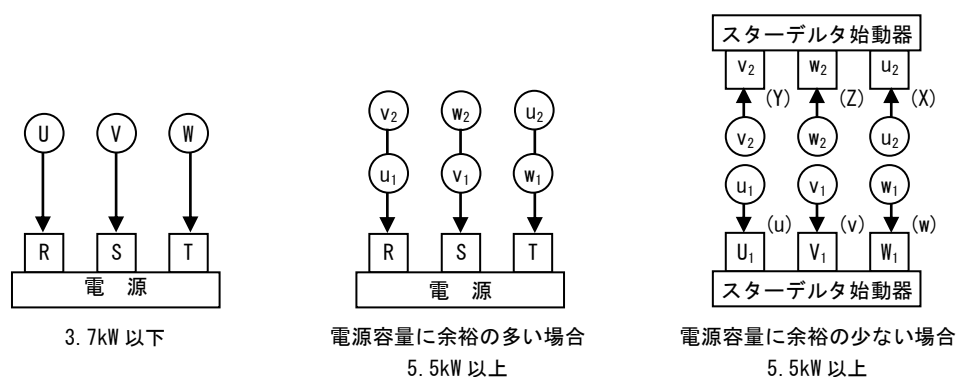 U V W
R S T
電 源
3.7kW 以下
v₂ w₂ u₂
u₁ v₁ w₁
R S T
電 源
電源容量に余裕の多い場合
5.5kW 以上
スターデルタ始動器
v₂ w₂ u₂
(Y) (Z) (X)
v₂ w₂ u₂
u₁ v₁ w₁
(u) (v) (w)
U₁ V₁ W₁
スターデルタ始動器
電源容量に余裕の少ない場合
5.5kW 以上